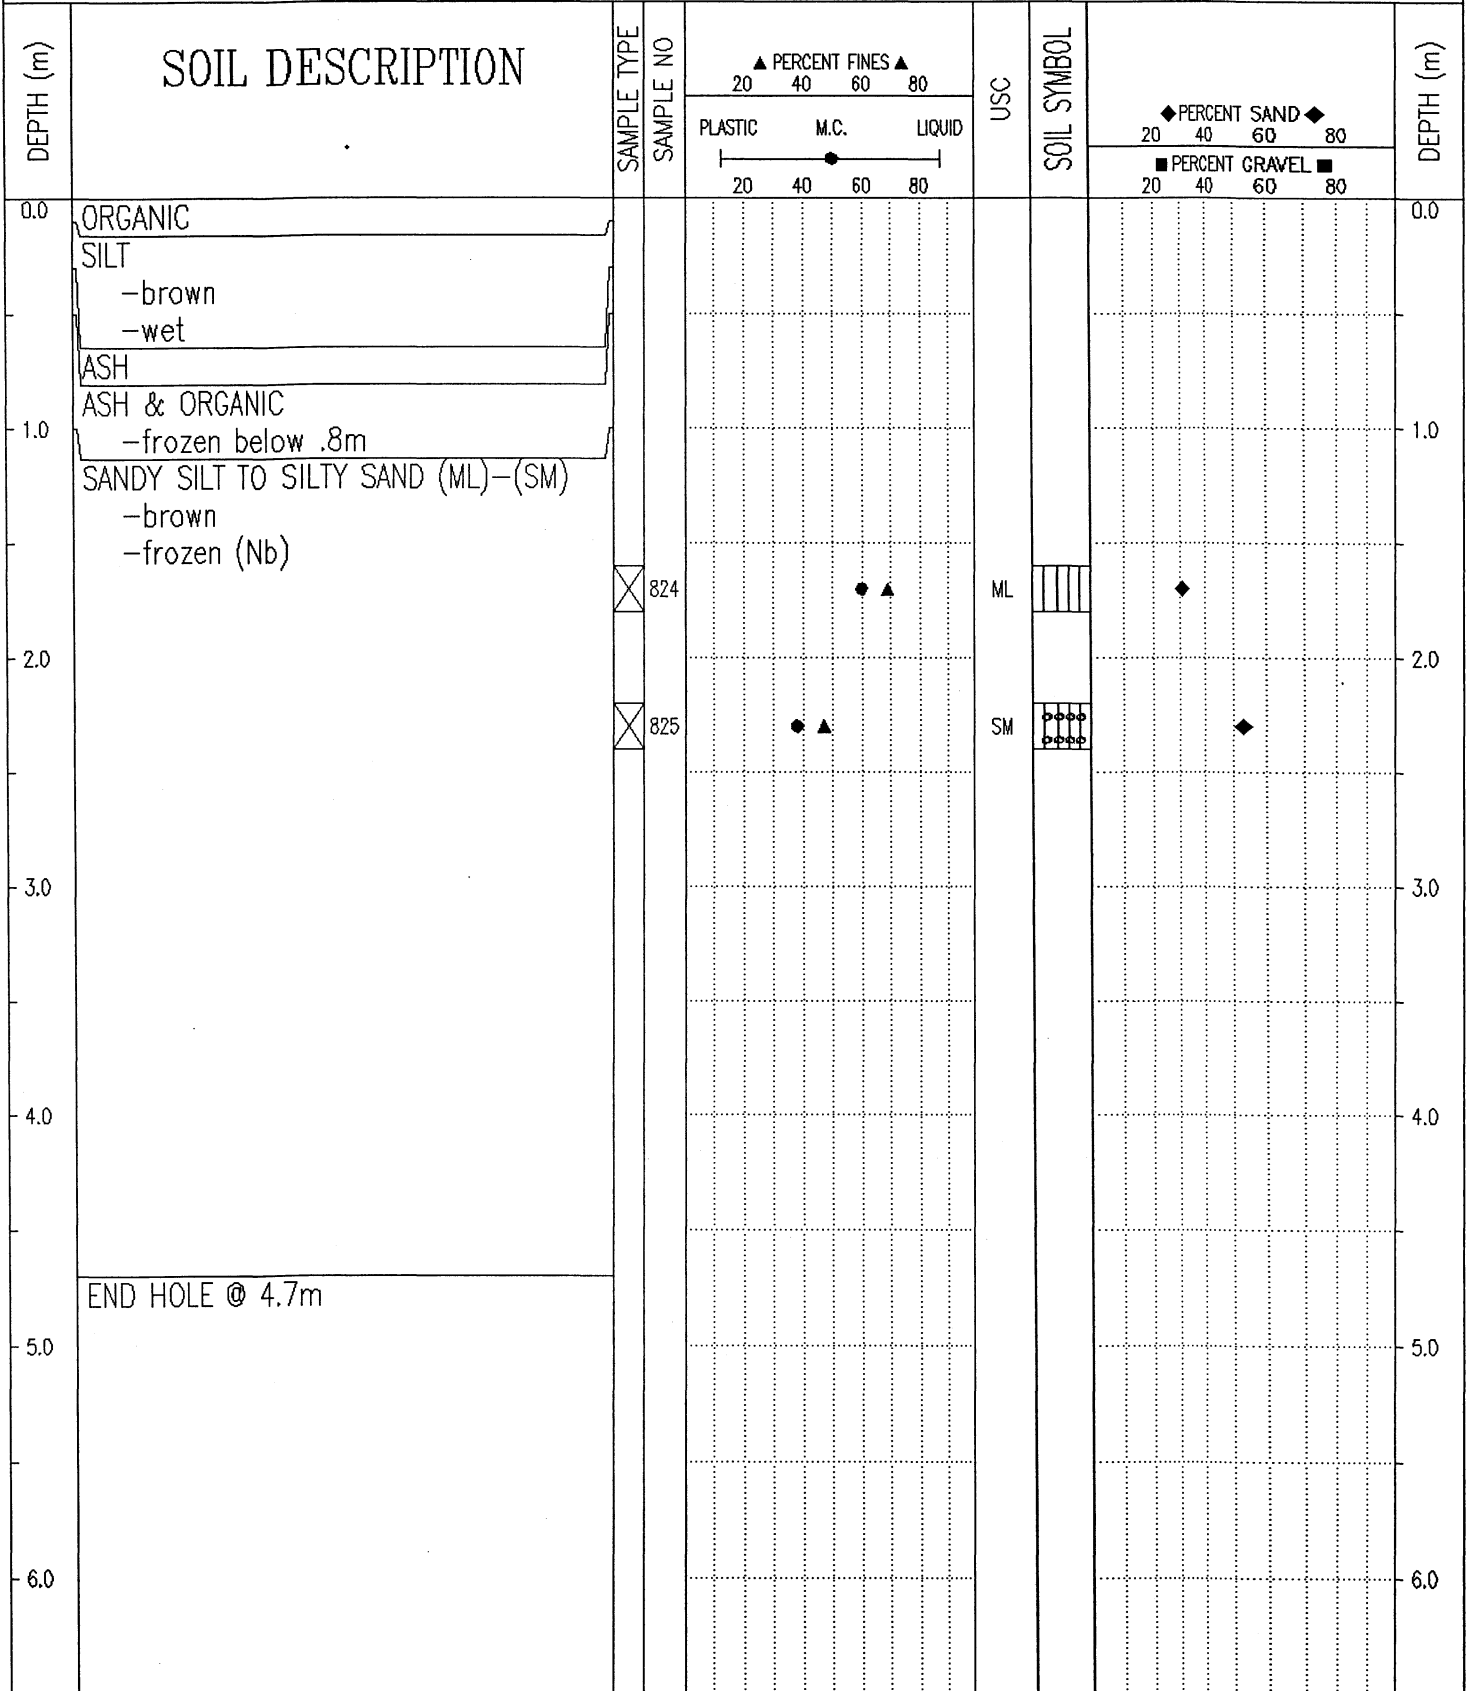 DEPTH (m)
SOIL DESCRIPTION
SAMPLE TYPE
SAMPLE NO
▲ PERCENT FINES ▲
20 40 60 80
PLASTIC M.C. LIQUID
20 40 60 80
USC
SOIL SYMBOL
◆PERCENT SAND◆
20 40 60 80
■PERCENT GRAVEL■
20 40 60 80
DEPTH (m)
0.0 ORGANIC 0.0
SILT
-brown
-wet
ASH
ASH & ORGANIC
1.0 -frozen below .8m 1.0
SANDY SILT TO SILTY SAND (ML)-(SM)
-brown
-frozen (Nb)
824 ML
2.0 2.0
825 SM
3.0 3.0
4.0 4.0
END HOLE @ 4.7m
5.0 5.0
6.0 6.0